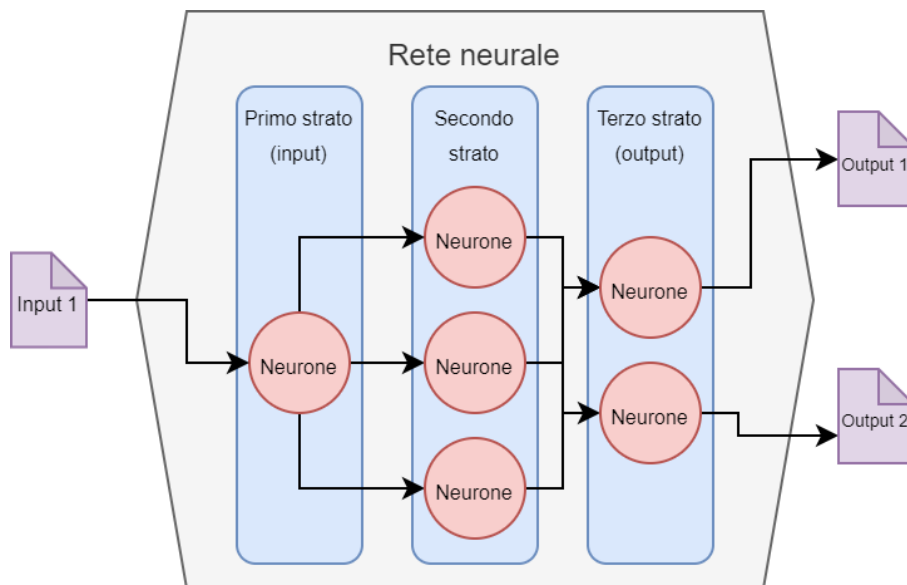 Rete neurale
Primo strato
(input)
Secondo
strato
Terzo strato
(output)
Input 1
Neurone
Neurone
Neurone
Neurone
Neurone
Neurone
Output 1
Output 2